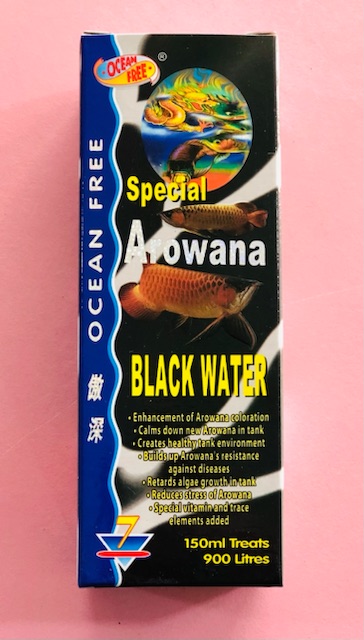 OCEAN FREE
®
OCEAN FREE
傲深
Special
Arowana
BLACK WATER
• Enhancement of Arowana coloration
• Calms down new Arowana in tank
• Creates healthy tank environment
• Builds up Arowana's resistance
against diseases
• Retards algae growth in tank
• Reduces stress of Arowana
• Special vitamin and trace
elements added
7
150ml Treats
900 Litres